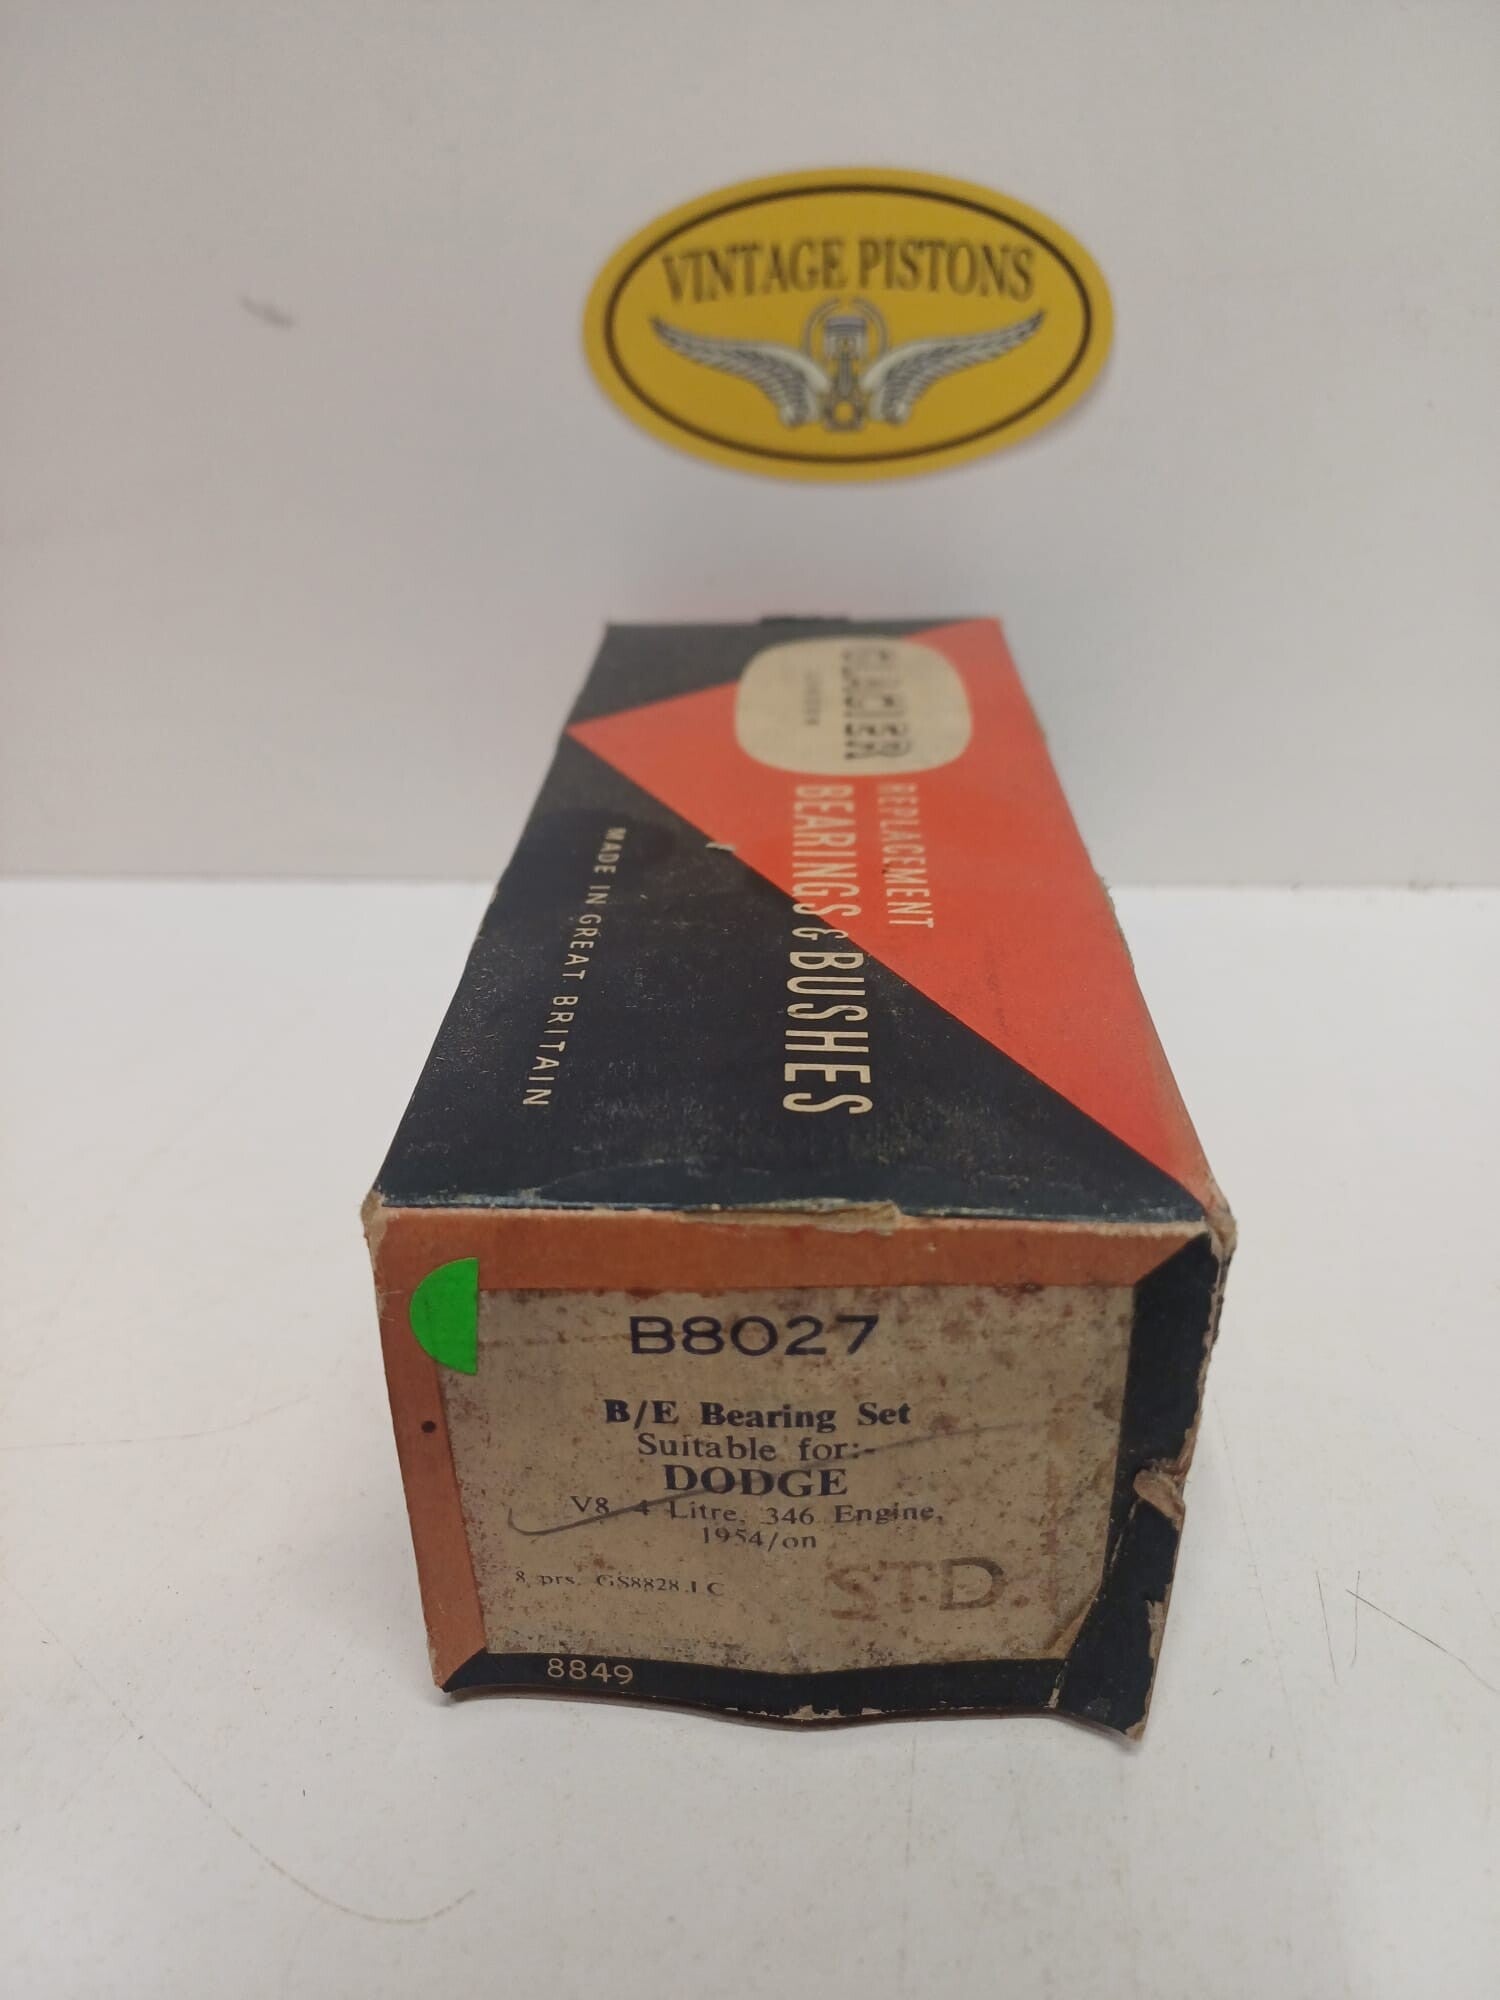 VINTAGE PISTONS
GLACIER
LONDON
REPLACEMENT
BEARINGS & BUSHES
MADE IN GREAT BRITAIN
B8027
B/E Bearing Set
Suitable for:-
DODGE
V8, 4 Litre, 346 Engine,
1954/on
8 prs. GS8828.LC
STD.
8849